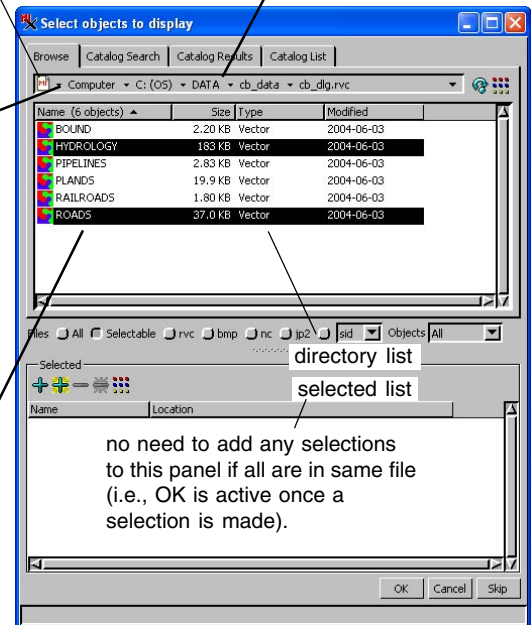 Select objects to display
Browse Catalog Search Catalog Results Catalog List
Computer C: (OS) DATA cb_data cb_dlg.rvc
Name (6 objects) Size Type Modified
BOUND 2.20 KB Vector 2004-06-03
HYDROLOGY 183 KB Vector 2004-06-03
PIPELINES 2.83 KB Vector 2004-06-03
PLANDS 19.9 KB Vector 2004-06-03
RAILROADS 1.80 KB Vector 2004-06-03
ROADS 37.0 KB Vector 2004-06-03
Files All Selectable rvc bmp nc jp2 sid Objects All
directory list
Selected
selected list
Name Location
no need to add any selections
to this panel if all are in same file
(i.e., OK is active once a
selection is made).
OK Cancel Skip